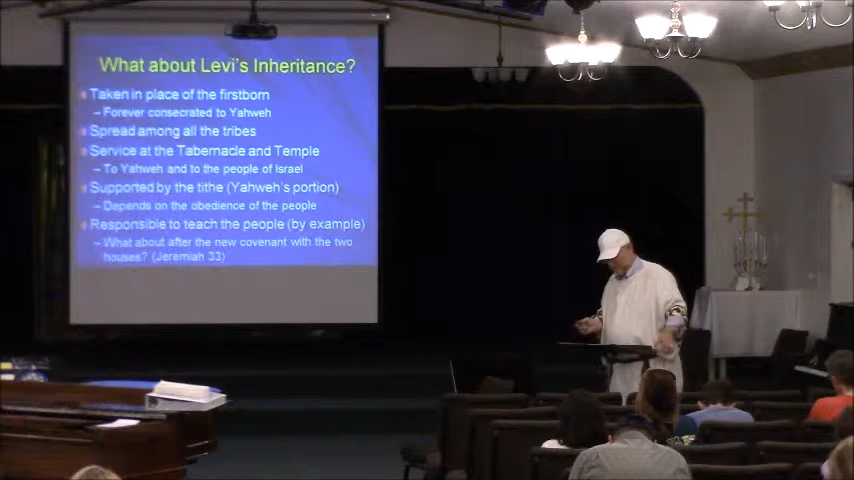 What about Levi's Inheritance?
Taken in place of the firstborn
– Forever consecrated to Yahweh
Spread among all the tribes
Service at the Tabernacle and Temple
– To Yahweh and to the people of Israel
Supported by the tithe (Yahweh's portion)
– Depends on the obedience of the people
Responsible to teach the people (by example)
– What about after the new covenant with the two
houses? (Jeremiah 33)